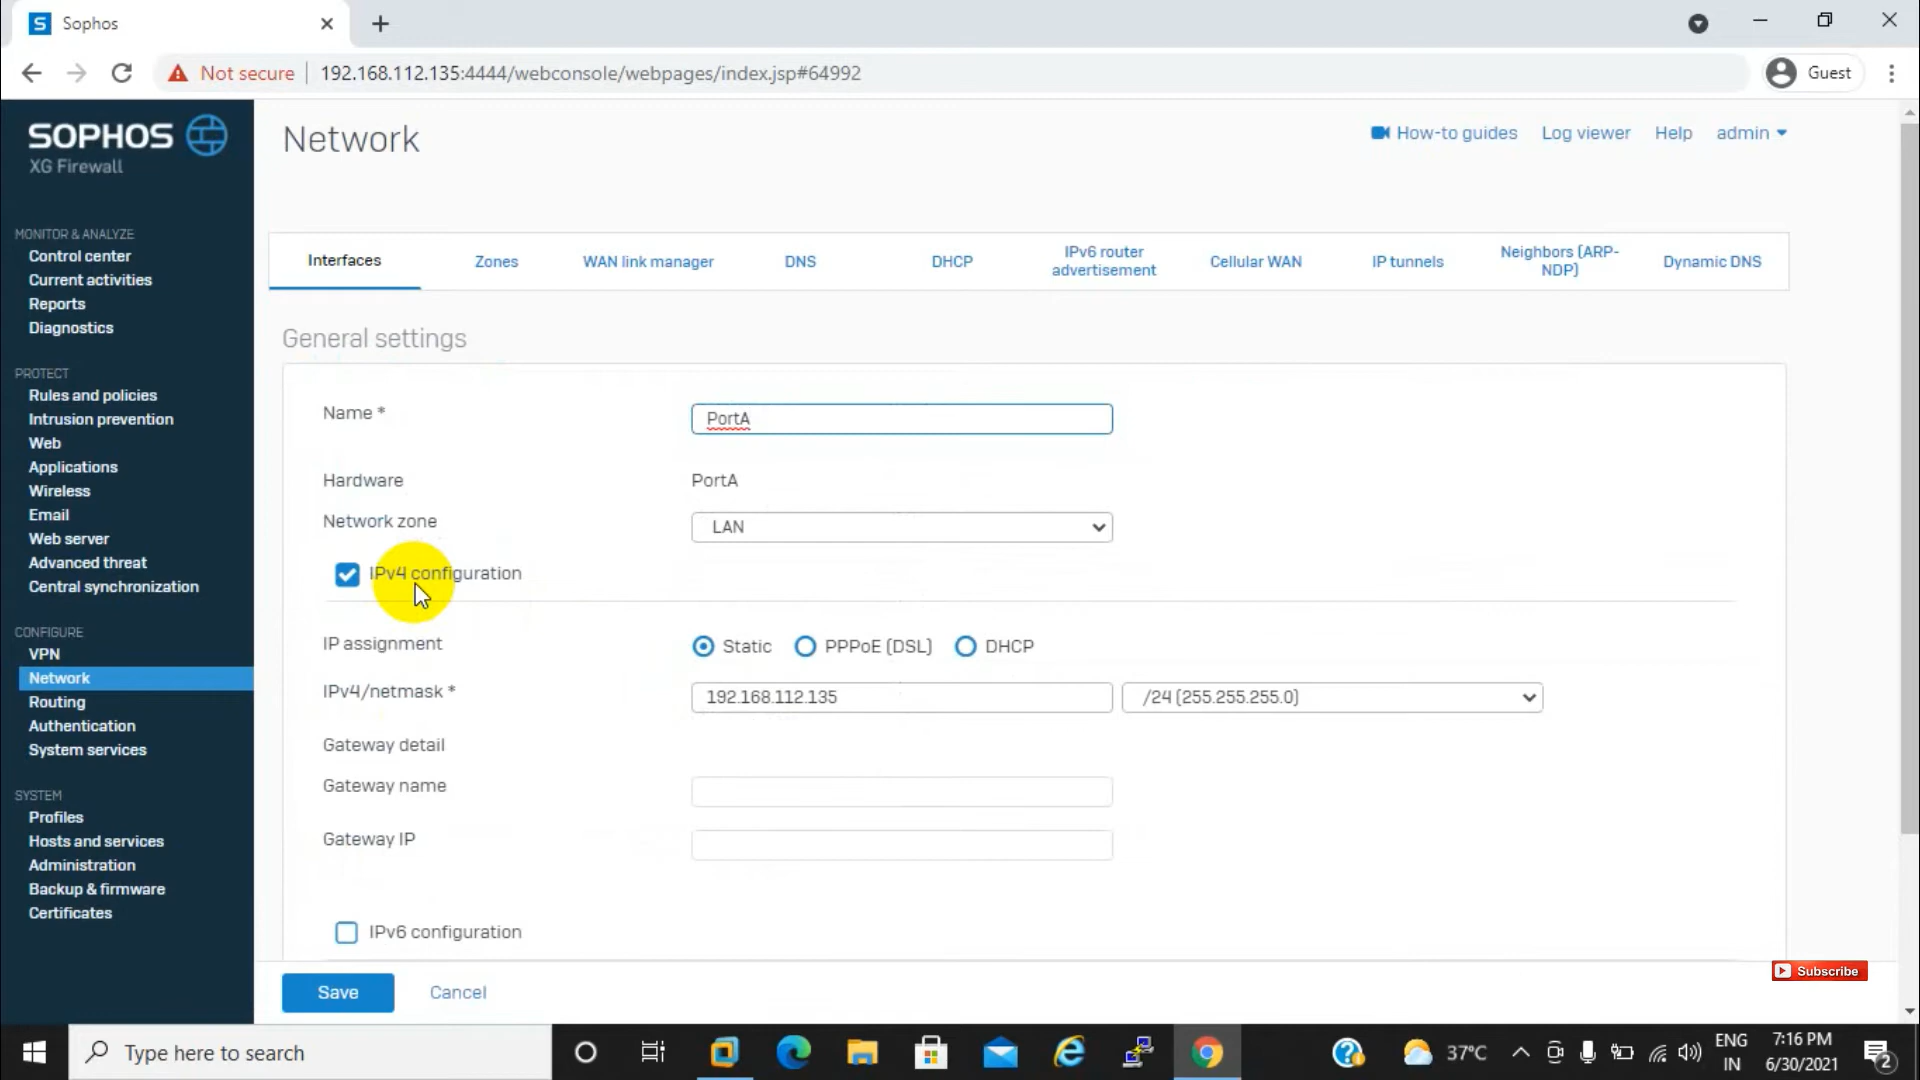 Sophos
Not secure
192.168.112.135:4444/webconsole/webpages/index.jsp#64992
Guest
SOPHOS
XG Firewall
Network
How-to guides
Log viewer
Help
admin
MONITOR & ANALYZE
Control center
Current activities
Reports
Diagnostics
PROTECT
Rules and policies
Intrusion prevention
Web
Applications
Wireless
Email
Web server
Advanced threat
Central synchronization
CONFIGURE
VPN
Network
Routing
Authentication
System services
SYSTEM
Profiles
Hosts and services
Administration
Backup & firmware
Certificates
Interfaces
Zones
WAN link manager
DNS
DHCP
IPv6 router
advertisement
Cellular WAN
IP tunnels
Neighbors (ARP-
NDP)
Dynamic DNS
General settings
Name *
PortA
Hardware
PortA
Network zone
LAN
IPv4 configuration
IP assignment
Static
PPPoE (DSL)
DHCP
IPv4/netmask *
192.168.112.135
/24 (255.255.255.0)
Gateway detail
Gateway name
Gateway IP
IPv6 configuration
Save
Cancel
Subscribe
Type here to search
37°C
ENG
IN
7:16 PM
6/30/2021
2